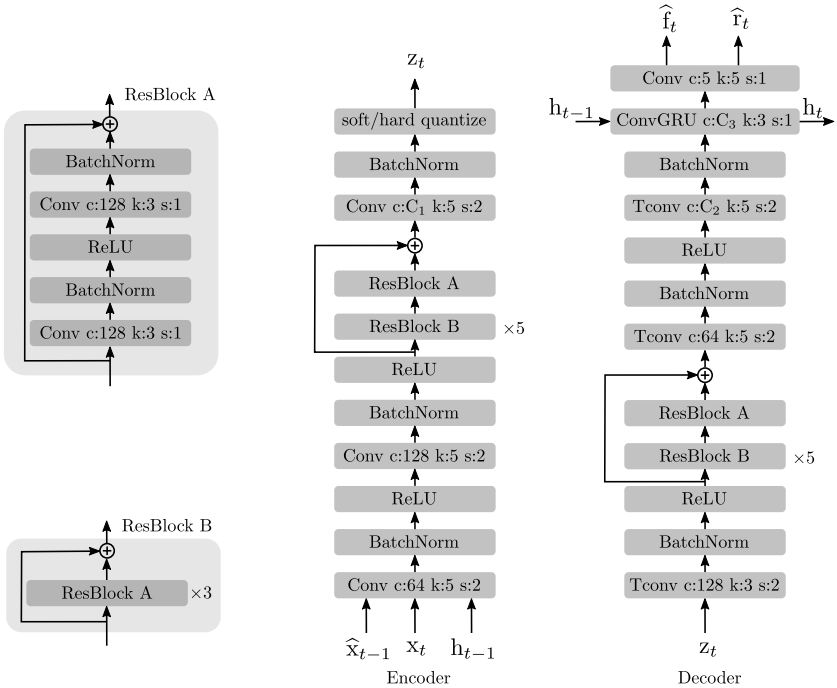 ResBlock A
BatchNorm
Conv c:128 k:3 s:1
ReLU
BatchNorm
Conv c:128 k:3 s:1
ResBlock B
ResBlock A ×3
z_t
soft/hard quantize
BatchNorm
Conv c:C₁ k:5 s:2
ResBlock A
ResBlock B ×5
ReLU
BatchNorm
Conv c:128 k:5 s:2
ReLU
BatchNorm
Conv c:64 k:5 s:2
x̂_{t−1} x_t h_{t−1}
Encoder
f̂_t r̂_t
Conv c:5 k:5 s:1
h_{t−1} ConvGRU c:C₃ k:3 s:1 h_t
BatchNorm
Tconv c:C₂ k:5 s:2
ReLU
BatchNorm
Tconv c:64 k:5 s:2
ResBlock A
ResBlock B ×5
ReLU
BatchNorm
Tconv c:128 k:3 s:2
z_t
Decoder